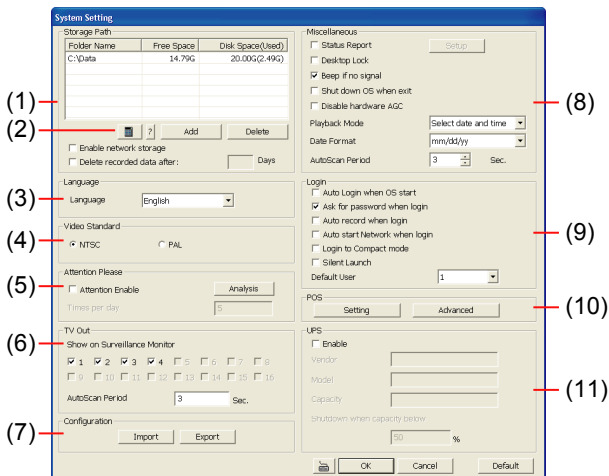 System Setting
Storage Path
Folder Name Free Space Disk Space(Used)
C:\Data 14.79G 20.00G(2.49G)
(1)
(2)
? Add Delete
Enable network storage
Delete recorded data after: Days
Language
(3)
Language English
Video Standard
(4)
NTSC PAL
Attention Please
(5)
Attention Enable Analysis
Times per day 5
TV Out
(6)
Show on Surveillance Monitor
1 2 3 4 5 6 7 8
9 10 11 12 13 14 15 16
AutoScan Period 3 Sec.
Configuration
(7)
Import Export
Miscellaneous
Status Report Setup
Desktop Lock
Beep if no signal
Shut down OS when exit
(8)
Disable hardware AGC
Playback Mode Select date and time
Date Format mm/dd/yy
AutoScan Period 3 Sec.
Login
Auto Login when OS start
Ask for password when login
Auto record when login
(9)
Auto start Network when login
Login to Compact mode
Silent Launch
Default User 1
POS
Setting Advanced
(10)
UPS
Enable
Vendor
Model
(11)
Capacity
Shutdown when capacity below
50 %
OK Cancel Default